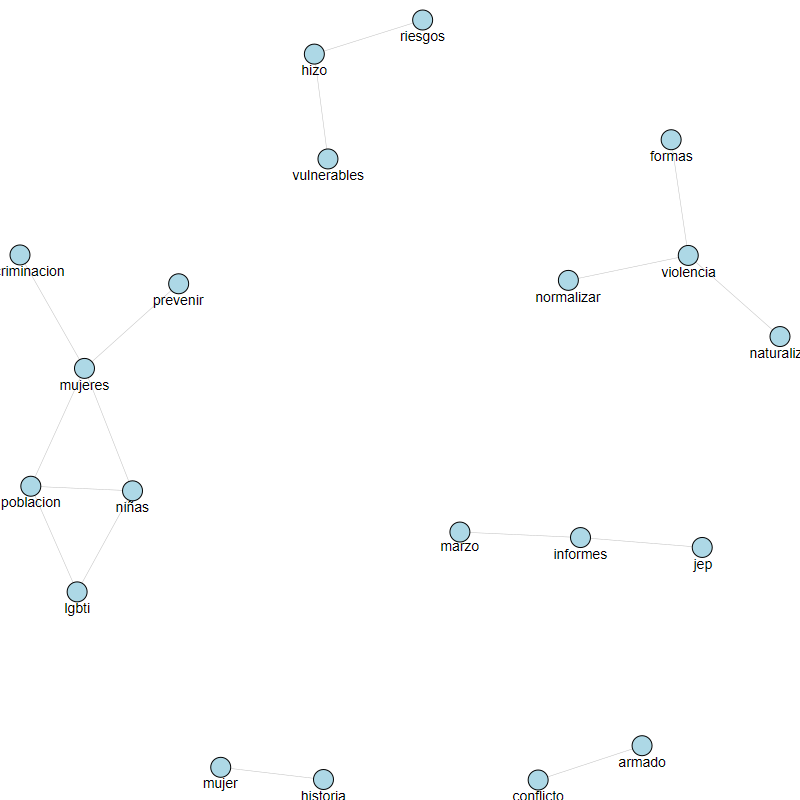 riesgos
hizo
formas
vulnerables
criminacion
violencia
normalizar
prevenir
naturaliz
mujeres
poblacion
niñas
marzo
informes
jep
lgbti
armado
mujer
historia
conflicto